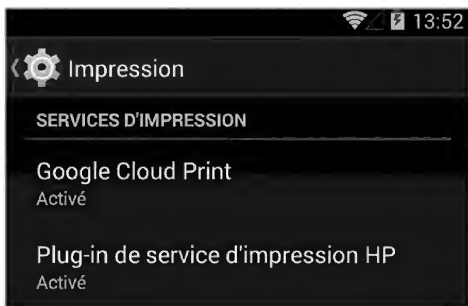 13:52
Impression
SERVICES D'IMPRESSION
Google Cloud Print
Activé
Plug-in de service d'impression HP
Activé